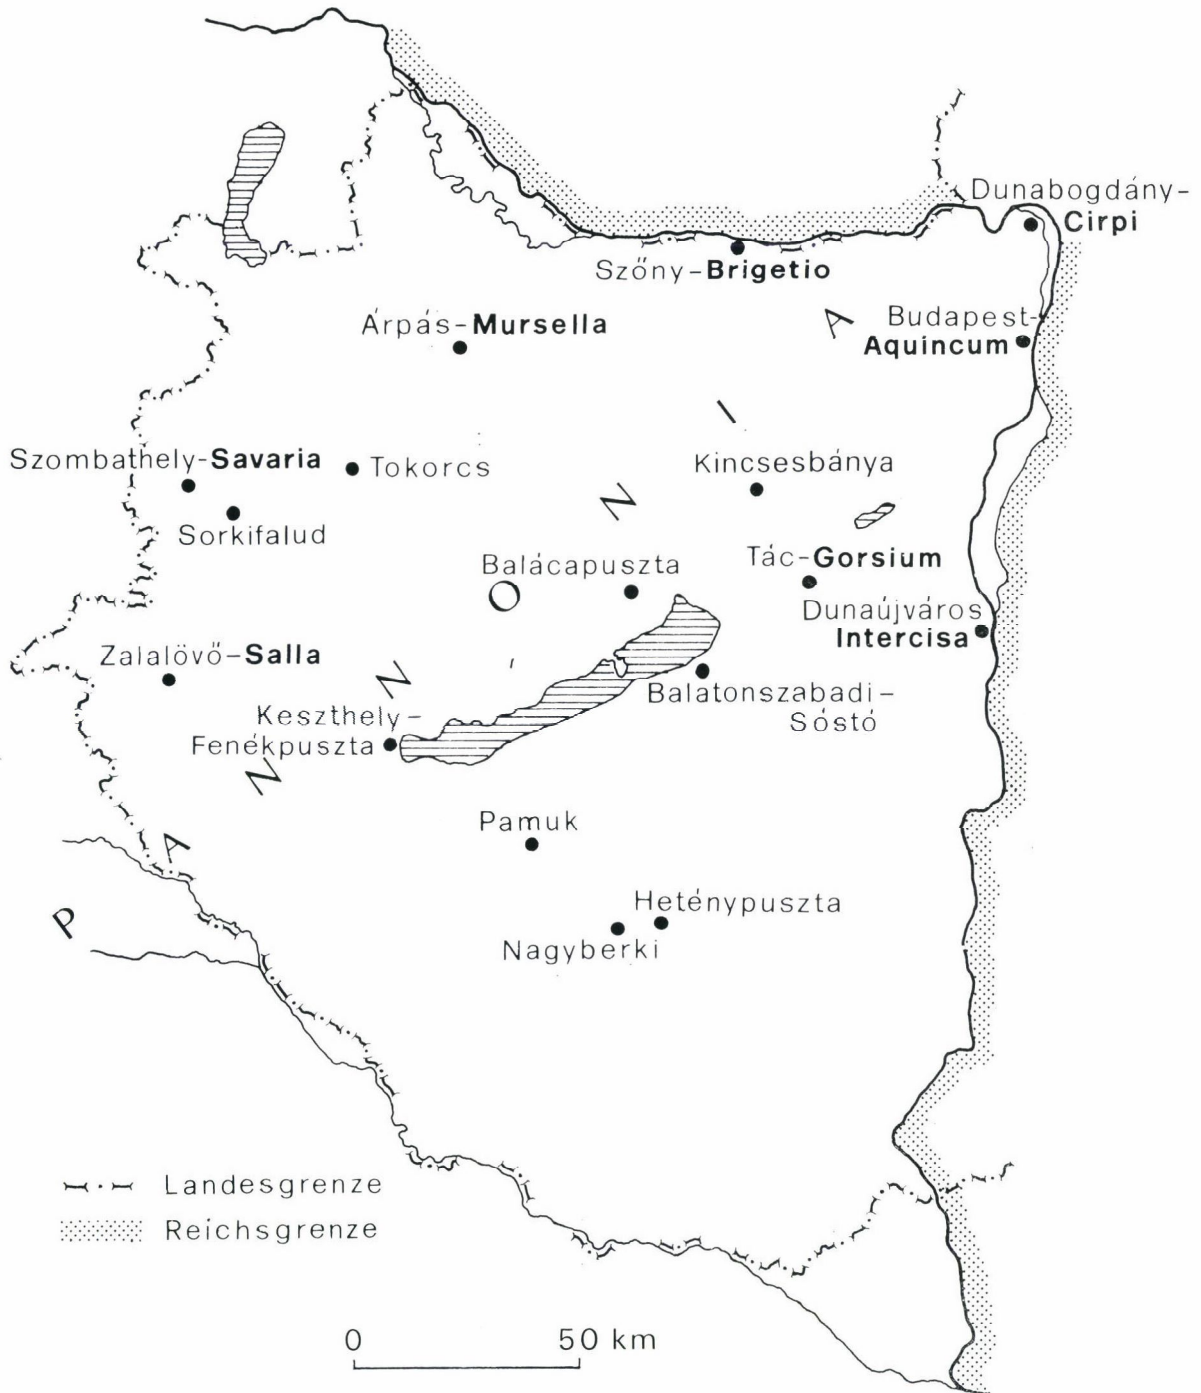 Dunabogdány-
Cirpi
Szőny-Brigetio
Árpás-Mursella
Budapest-
Aquincum
Szombathely-Savaria
Tokorcs
Kincsesbánya
Sorkifalud
Balácapuszta
Tác-Gorsium
Dunaújváros
Intercisa
Zalalövő-Salla
Balatonszabadi-
Sóstó
Keszthely-
Fenékpuszta
Pamuk
Heténypuszta
Nagyberki
PANNONIA
Landesgrenze
Reichsgrenze
0 50 km